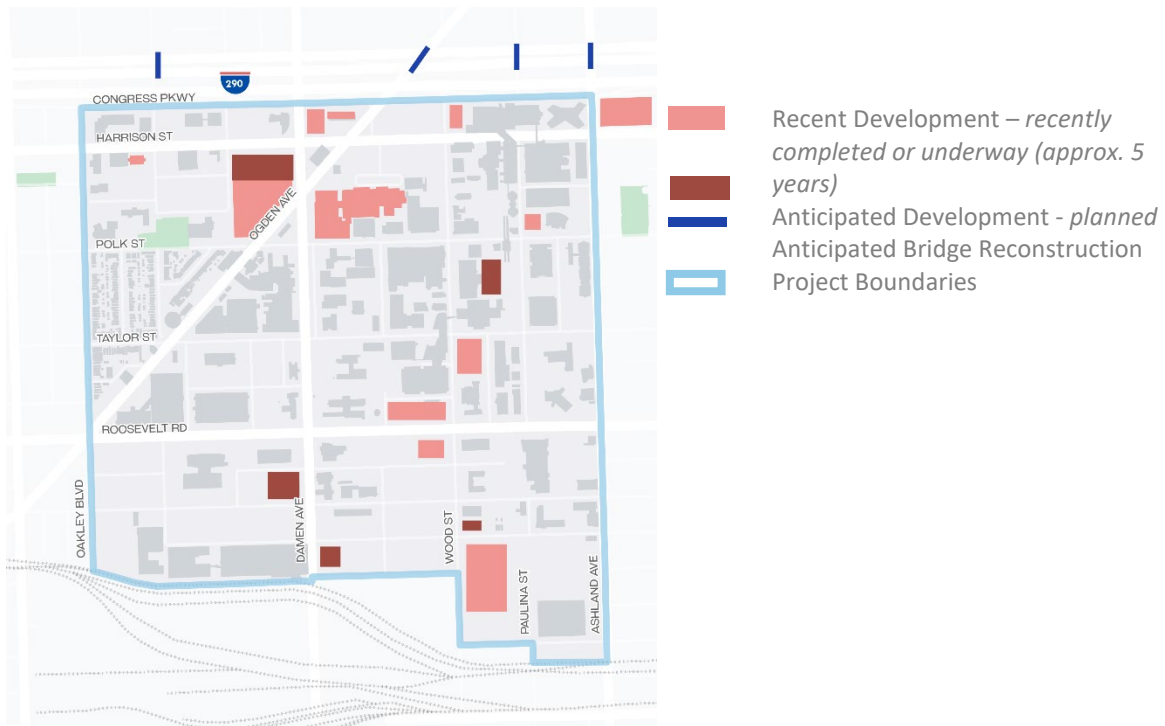 290
CONGRESS PKWY
HARRISON ST
OGDEN AVE
POLK ST
TAYLOR ST
ROOSEVELT RD
OAKLEY BLVD
DAMEN AVE
WOOD ST
PAULINA ST
ASHLAND AVE
Recent Development – recently
completed or underway (approx. 5
years)
Anticipated Development - planned
Anticipated Bridge Reconstruction
Project Boundaries